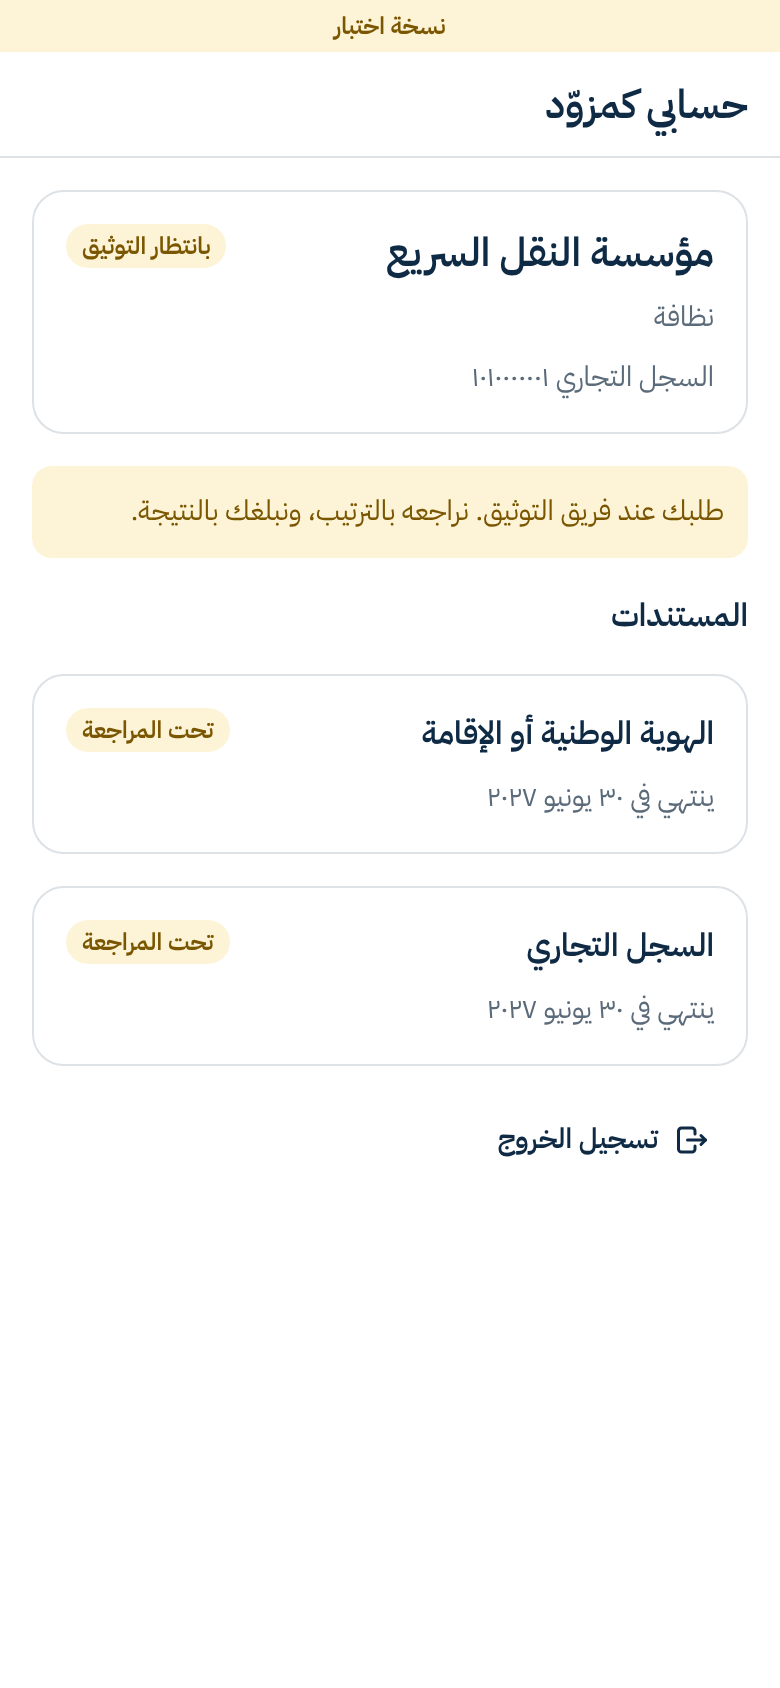 نسخة اختبار
حسابي كمزوّد
مؤسسة النقل السريع
بانتظار التوثيق
نظافة
السجل التجاري ١٠١٠٠٠٠٠٠١
طلبك عند فريق التوثيق. نراجعه بالترتيب، ونبلغك بالنتيجة.
المستندات
الهوية الوطنية أو الإقامة
تحت المراجعة
ينتهي في ٣٠ يونيو ٢٠٢٧
السجل التجاري
تحت المراجعة
ينتهي في ٣٠ يونيو ٢٠٢٧
تسجيل الخروج